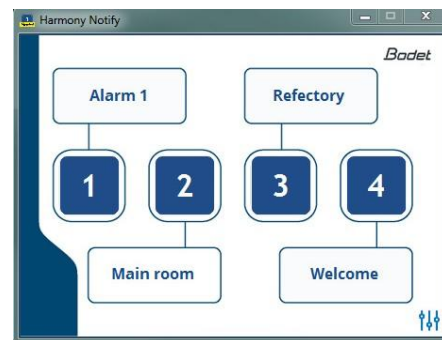 Harmony Notify
Bodet
Alarm 1
Refectory
1
2
3
4
Main room
Welcome